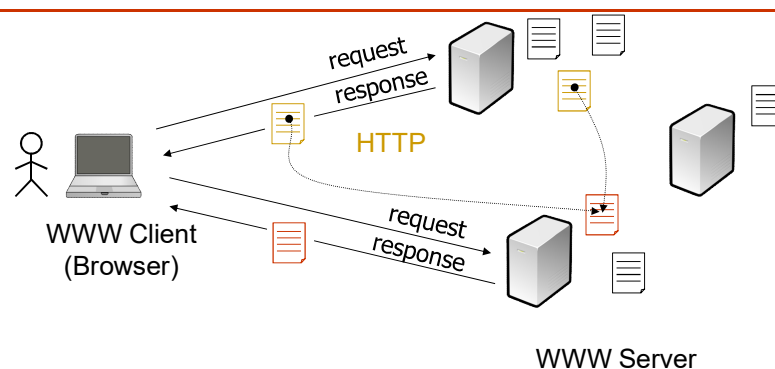 request
response
HTTP
request
response
WWW Client
(Browser)
WWW Server